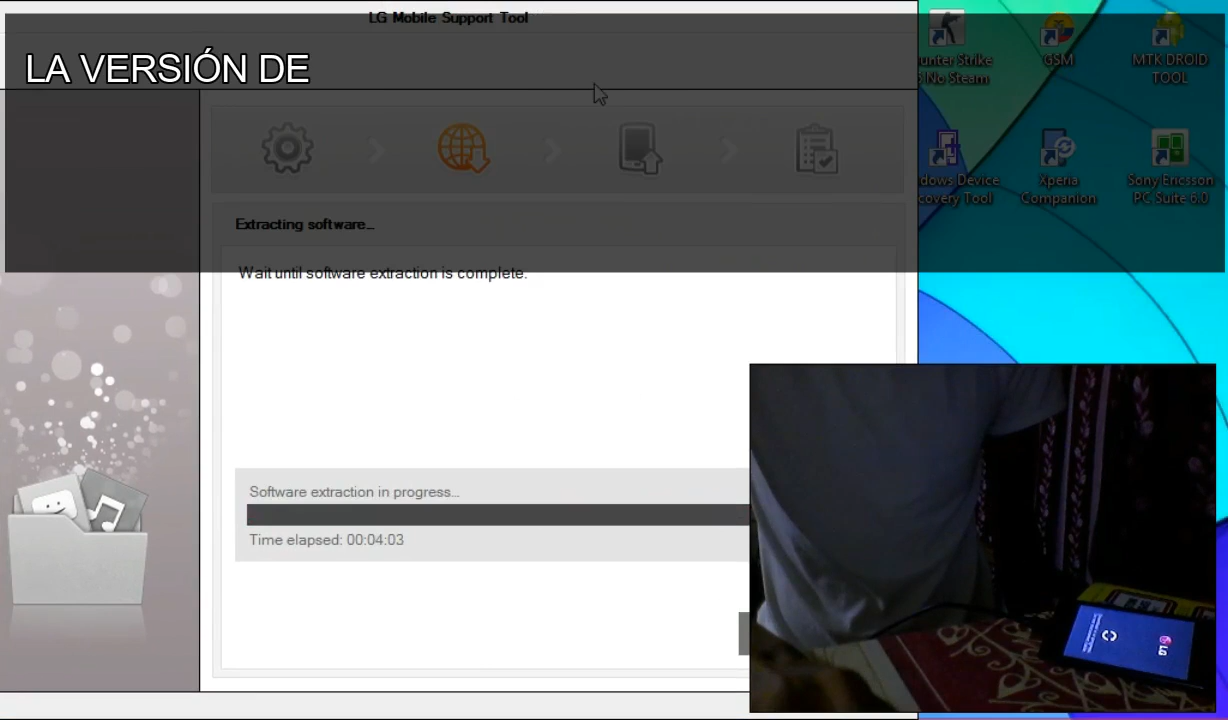 LG Mobile Support Tool
LA VERSIÓN DE
Extracting software...
Wait until software extraction is complete.
Software extraction in progress...
Time elapsed: 00:04:03
unter Strike
No Steam
GSM
MTK DROID
TOOL
dows Device
covery Tool
Xperia
Companion
Sony Ericsson
PC Suite 6.0
LG